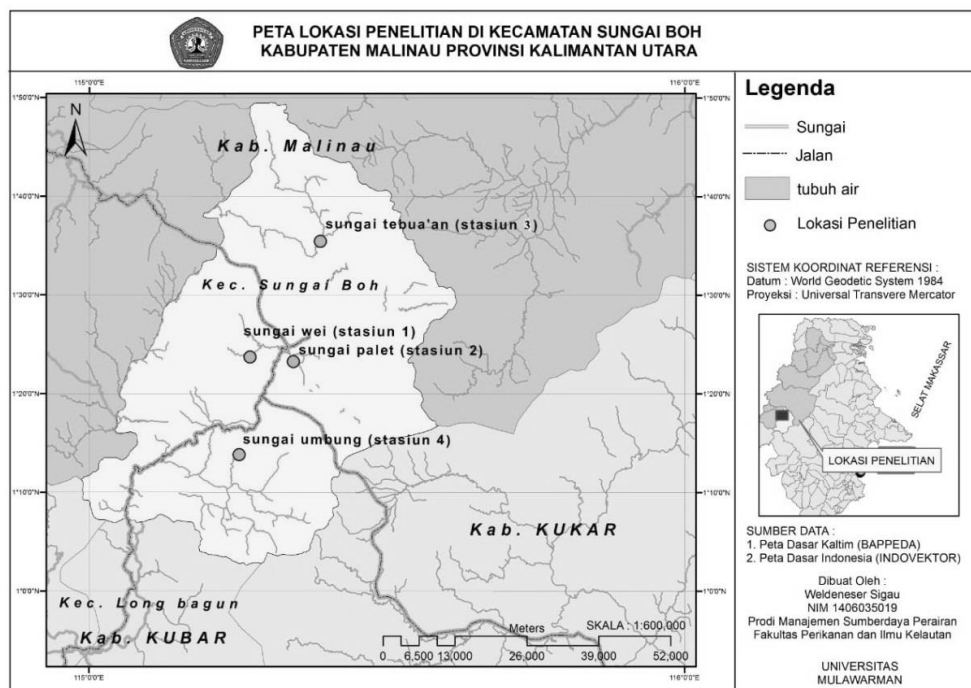 PETA LOKASI PENELITIAN DI KECAMATAN SUNGAI BOH
KABUPATEN MALINAU PROVINSI KALIMANTAN UTARA
115°0'0"E
116°0'0"E
1°50'0"N
1°50'0"N
N
Kab. Malinau
1°40'0"N
1°40'0"N
sungai tebua'an (stasiun 3)
Kec. Sungai Boh
1°30'0"N
1°30'0"N
sungai wei (stasiun 1)
sungai palet (stasiun 2)
1°20'0"N
1°20'0"N
sungai umbung (stasiun 4)
1°10'0"N
1°10'0"N
Kab. KUKAR
1°0'0"N
1°0'0"N
Kec. Long bagun
Kab. KUBAR
Meters
SKALA : 1:600,000
0 6,500 13,000 26,000 39,000 52,000
115°0'0"E
116°0'0"E
Legenda
Sungai
Jalan
tubuh air
Lokasi Penelitian
SISTEM KOORDINAT REFERENSI :
Datum : World Geodetic System 1984
Proyeksi : Universal Transvere Mercator
SELAT MAKASSAR
LOKASI PENELITIAN
SUMBER DATA :
1. Peta Dasar Kaltim (BAPPEDA)
2. Peta Dasar Indonesia (INDOVEKTOR)
Dibuat Oleh :
Weldeneser Sigau
NIM 1406035019
Prodi Manajemen Sumberdaya Perairan
Fakultas Perikanan dan Ilmu Kelautan
UNIVERSITAS
MULAWARMAN